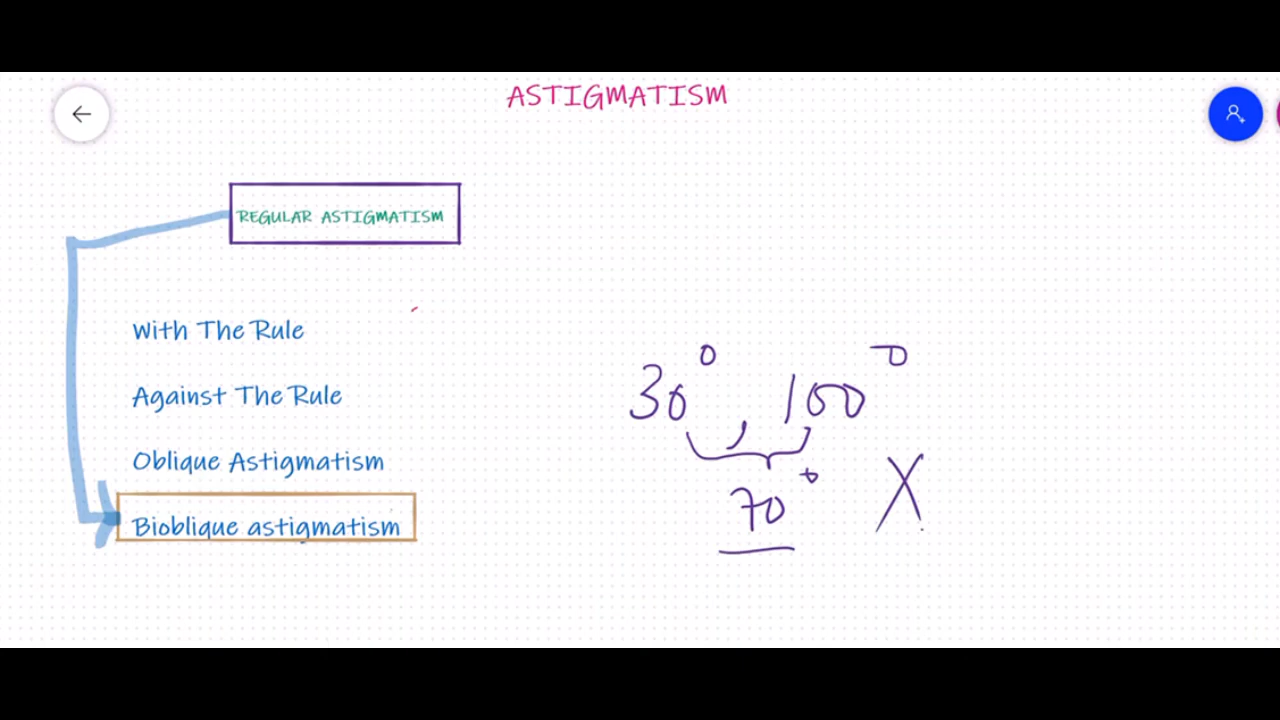 ASTIGMATISM
REGULAR ASTIGMATISM
With The Rule
Against The Rule
Oblique Astigmatism
Bioblique astigmatism
30°, 100°
70° X